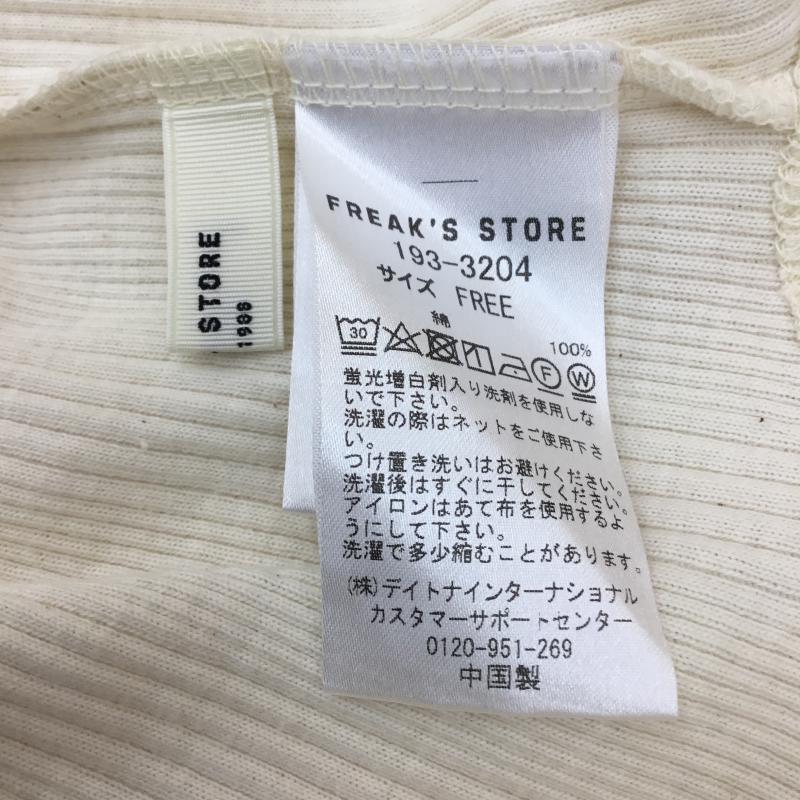 STORE
1986
FREAK'S STORE
193-3204
サイズ FREE
綿
100%
30
F
W
蛍光増白剤入り洗剤を使用しな
いで下さい。
洗濯の際はネットをご使用下さ
い。
つけ置き洗いはお避けください。
洗濯後はすぐに干してください。
アイロンはあて布を使用するよ
うにして下さい。
洗濯で多少縮むことがあります。
(株)デイトナインターナショナル
カスタマーサポートセンター
0120-951-269
中国製